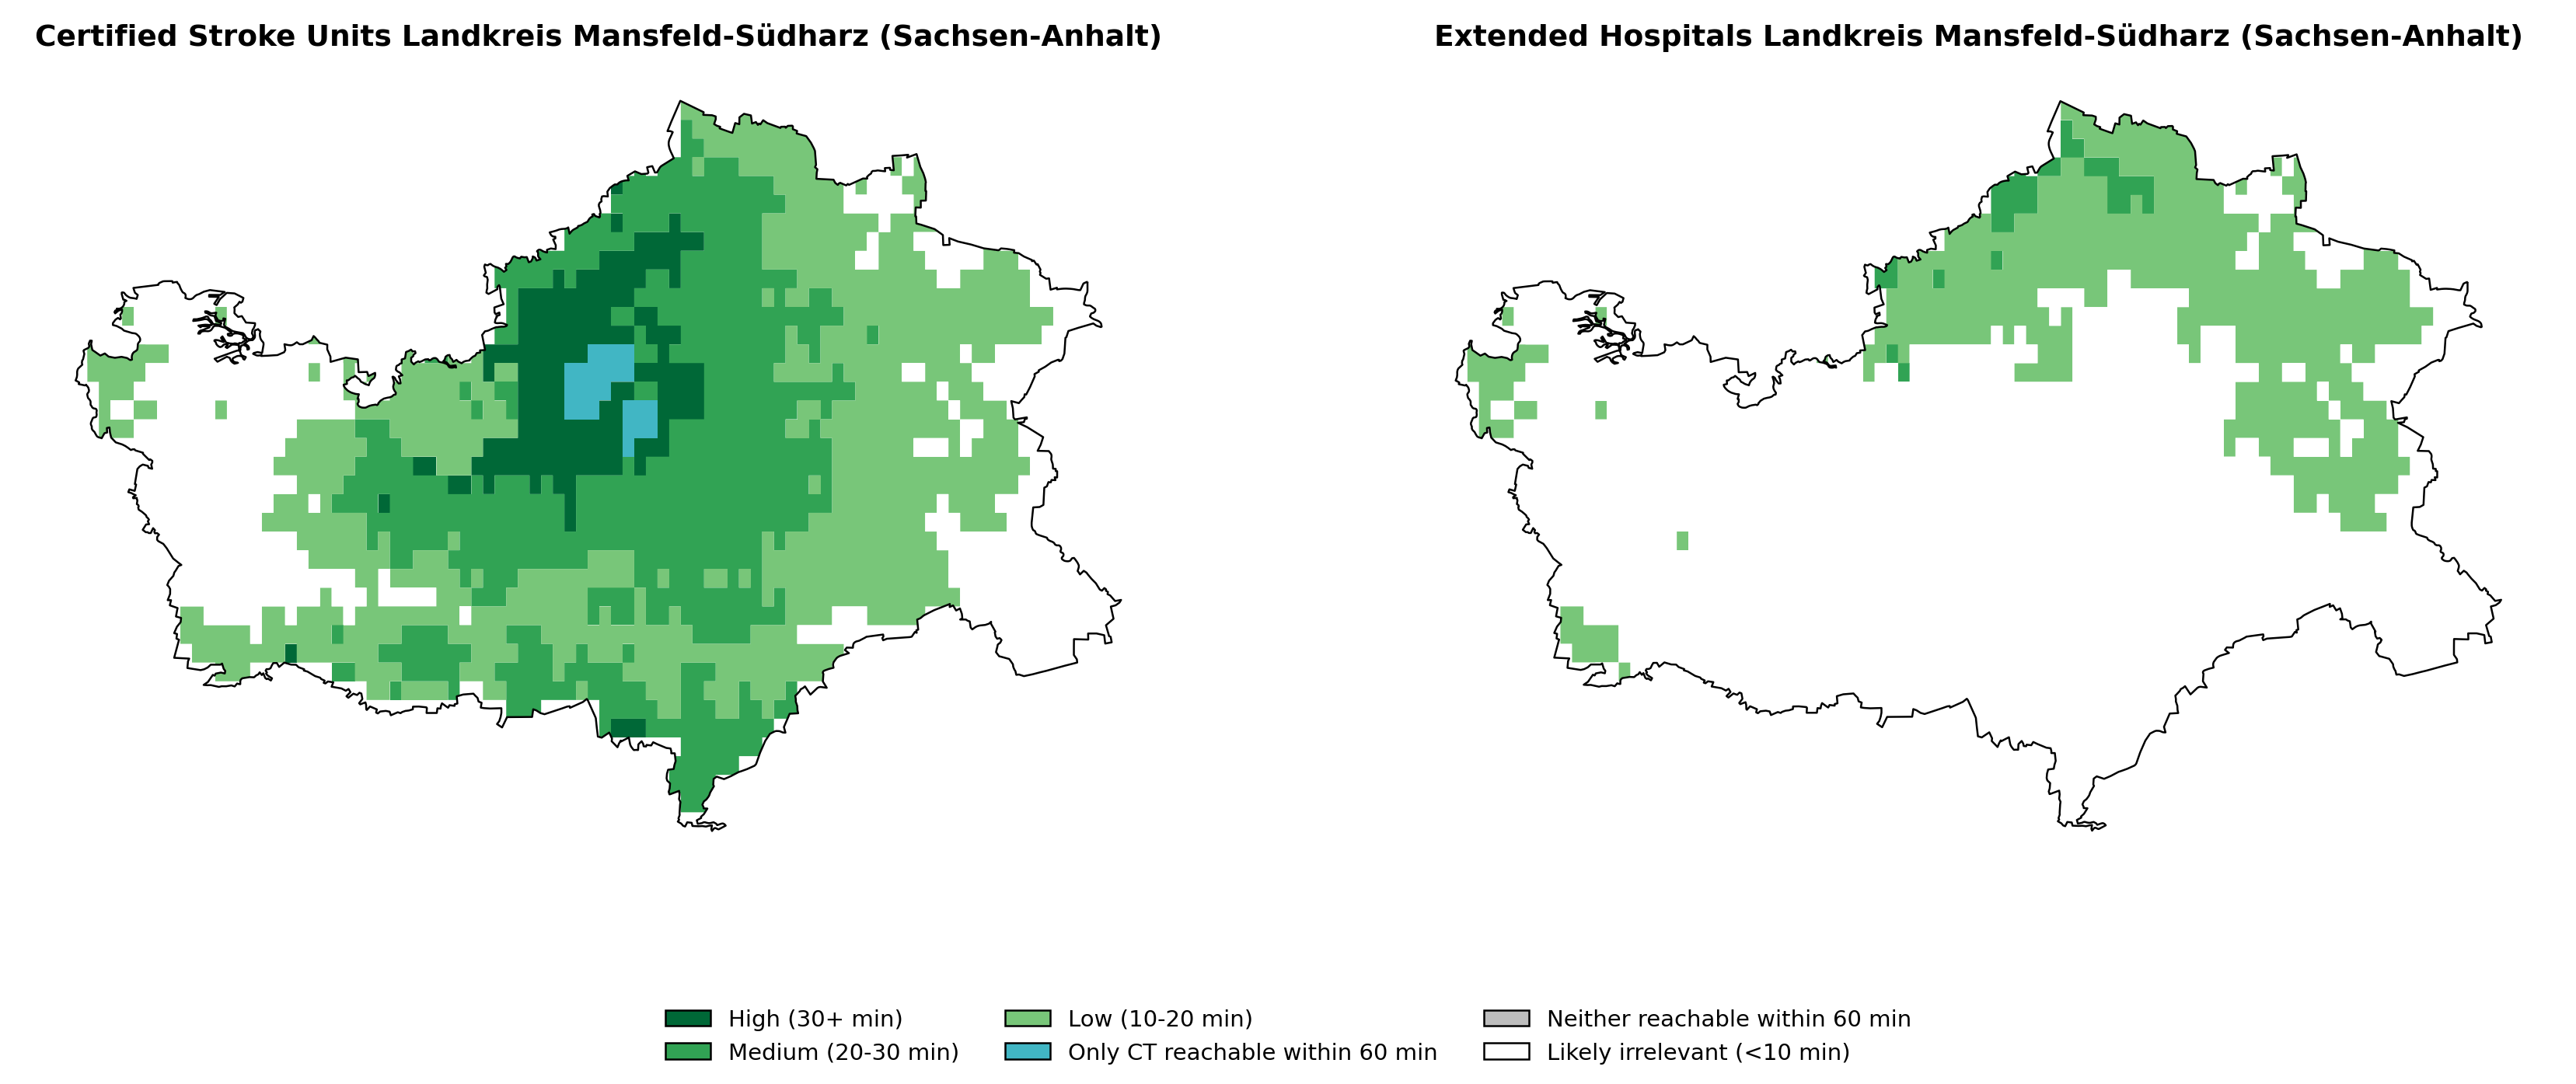 Certified Stroke Units Landkreis Mansfeld-Südharz (Sachsen-Anhalt)
Extended Hospitals Landkreis Mansfeld-Südharz (Sachsen-Anhalt)
High (30+ min)
Medium (20-30 min)
Low (10-20 min)
Only CT reachable within 60 min
Neither reachable within 60 min
Likely irrelevant (<10 min)